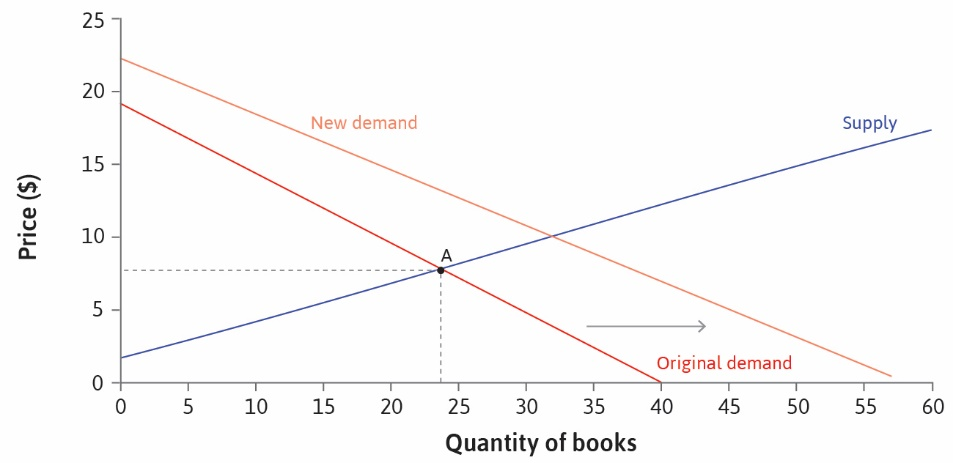 25
20
15
10
5
0
Price ($)
New demand
Supply
A
Original demand
0 5 10 15 20 25 30 35 40 45 50 55 60
Quantity of books